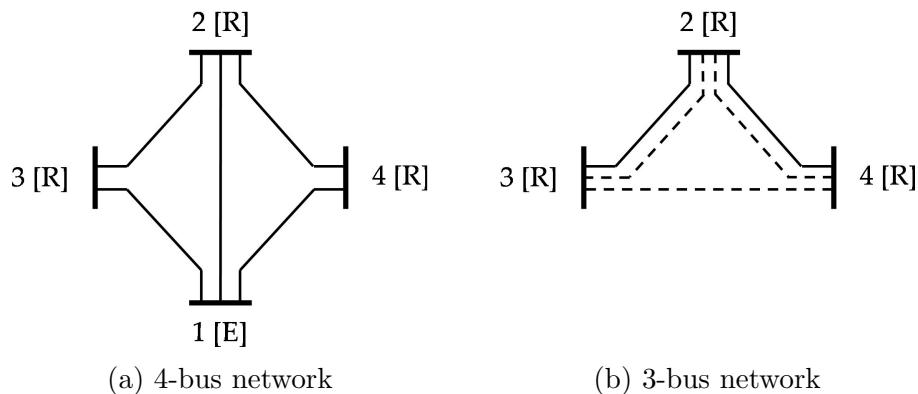 2 [R]
2 [R]
3 [R]
4 [R]
3 [R]
4 [R]
1 [E]
(a) 4-bus network
(b) 3-bus network